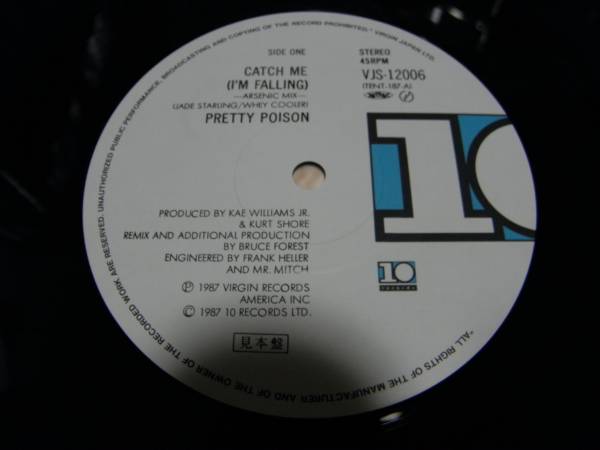 SIDE ONE
CATCH ME
(I'M FALLING)
—ARSENIC MIX—
(JADE STARLING/WHEY COOLER)
PRETTY POISON
STEREO
45RPM
VJS-12006
(TENT-187-A)
PRODUCED BY KAE WILLIAMS JR.
& KURT SHORE
REMIX AND ADDITIONAL PRODUCTION
BY BRUCE FOREST
ENGINEERED BY FRANK HELLER
AND MR. MITCH
Ⓟ 1987 VIRGIN RECORDS
AMERICA INC
© 1987 10 RECORDS LTD.
見本盤
10
10
records
"ALL RIGHTS OF THE MANUFACTURER AND OF THE OWNER OF THE RECORDED WORK ARE RESERVED. UNAUTHORIZED PUBLIC PERFORMANCE, BROADCASTING AND COPYING OF THE RECORD PROHIBITED." VIRGIN JAPAN LTD.